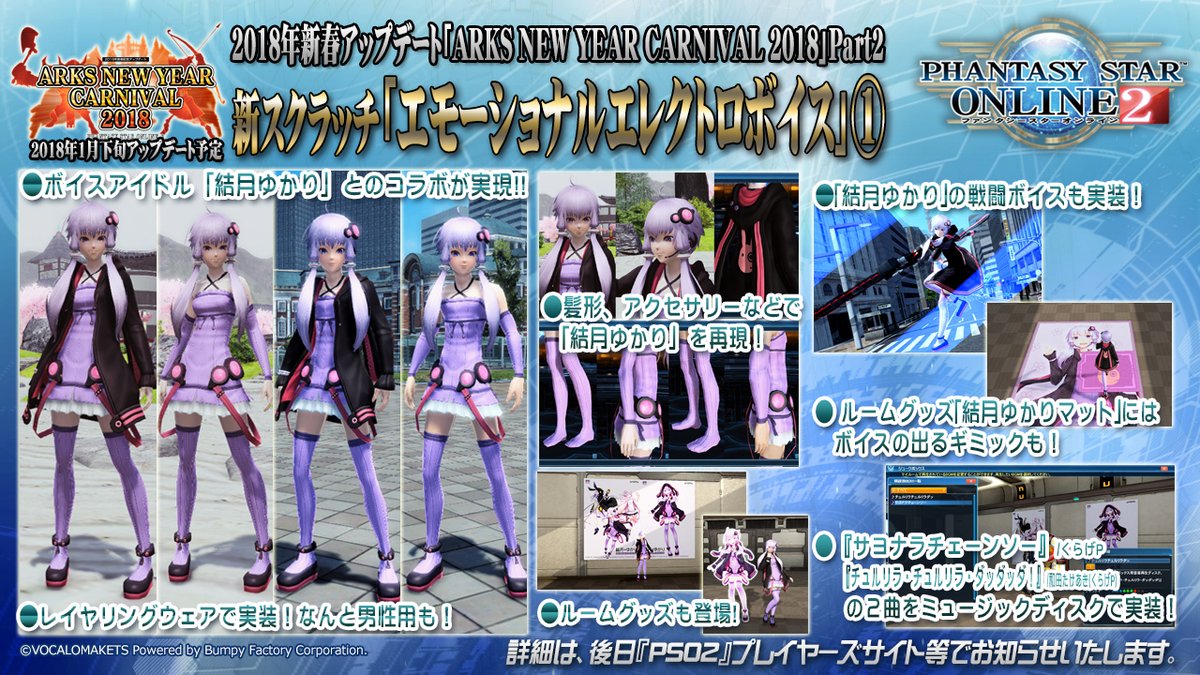 2018年新春アップデート「ARKS NEW YEAR CARNIVAL 2018」Part2
新スクラッチ「エモーショナルエレクトロボイス」①
ARKS NEW YEAR
CARNIVAL
2018
2018年1月下旬アップデート予定
PHANTASY STAR
ONLINE 2
ファンタシースターオンライン2
●ボイスアイドル「結月ゆかり」とのコラボが実現!!
●レイヤリングウェアで実装！なんと男性用も！
●髪形、アクセサリーなどで
「結月ゆかり」を再現！
●ルームグッズも登場!
●「結月ゆかり」の戦闘ボイスも実装！
●ルームグッズ「結月ゆかりマット」には
ボイスの出るギミックも！
●『サヨナラチェーンソー』/くらげP
『チュルリラ・チュルリラ・ダッダッダ！』/和田たけあき(くらげP)
の2曲をミュージックディスクで実装！
©VOCALOMAKETS Powered by Bumpy Factory Corporation.
詳細は、後日『PSO2』プレイヤーズサイト等でお知らせいたします。